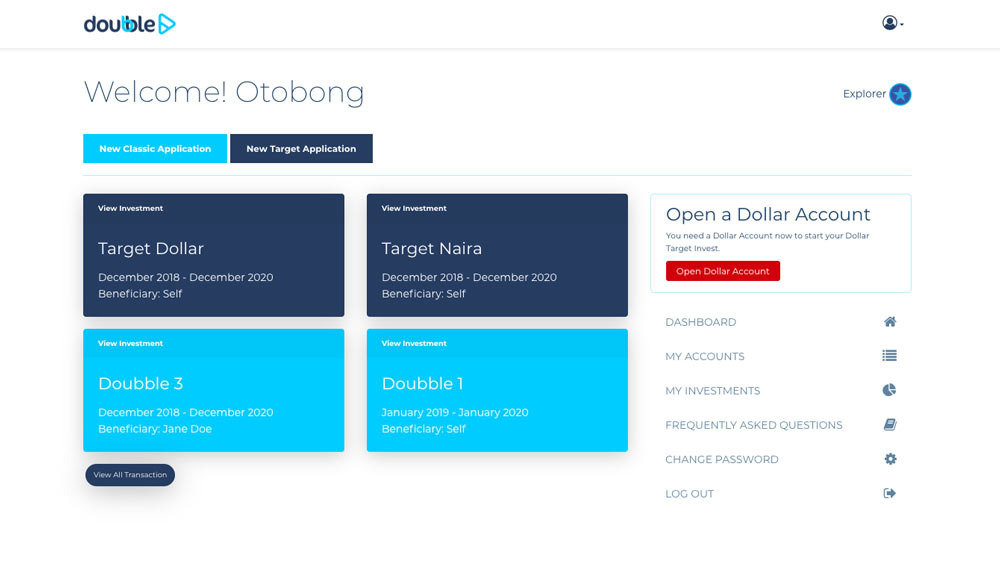 doubble
Welcome! Otobong
Explorer
New Classic Application
New Target Application
View Investment
Target Dollar
December 2018 - December 2020
Beneficiary: Self
View Investment
Target Naira
December 2018 - December 2020
Beneficiary: Self
View Investment
Doubble 3
December 2018 - December 2020
Beneficiary: Jane Doe
View Investment
Doubble 1
January 2019 - January 2020
Beneficiary: Self
View All Transaction
Open a Dollar Account
You need a Dollar Account now to start your Dollar
Target Invest.
Open Dollar Account
DASHBOARD
MY ACCOUNTS
MY INVESTMENTS
FREQUENTLY ASKED QUESTIONS
CHANGE PASSWORD
LOG OUT